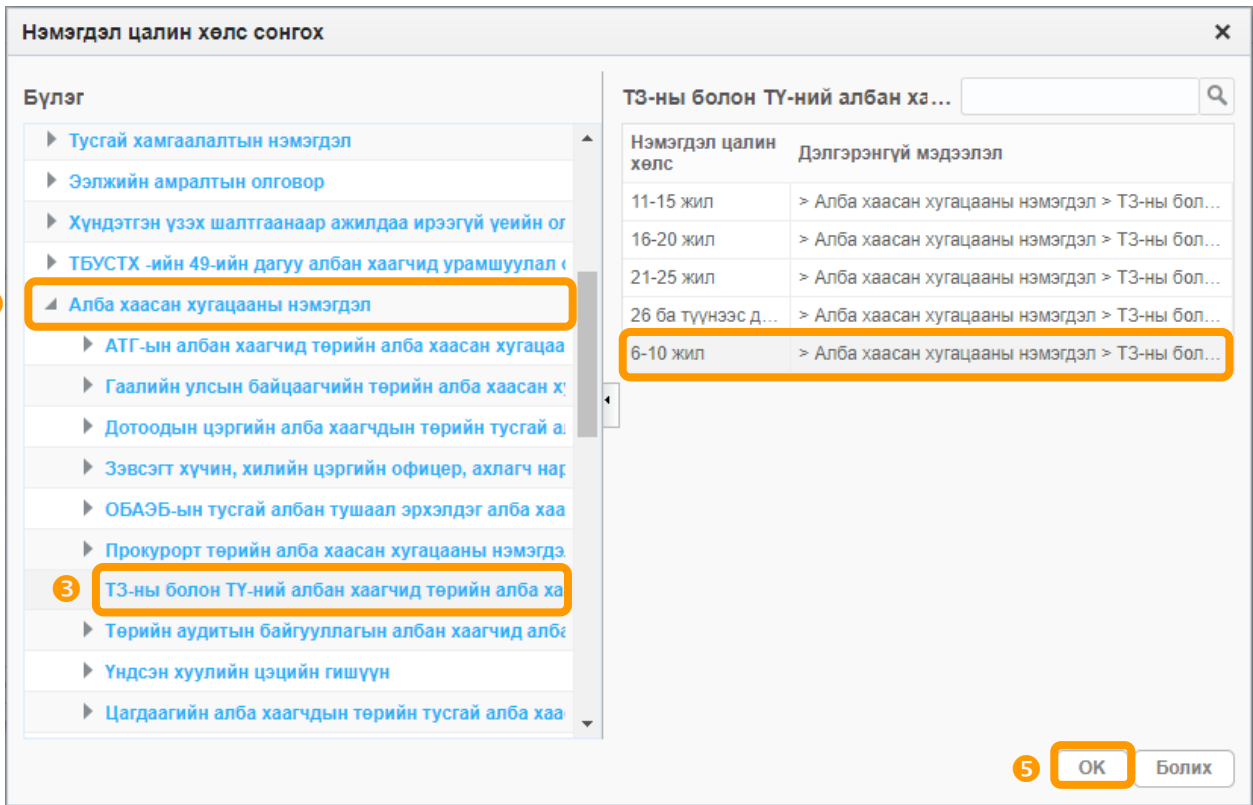 Нэмэгдэл цалин хөлс сонгох
Бүлэг
Тусгай хамгаалалтын нэмэгдэл
Ээлжийн амралтын олговор
Хүндэтгэн үзэх шалтгаанаар ажилдаа ирээгүй үеийн ол
ТБУСТХ -ийн 49-ийн дагуу албан хаагчид урамшуулал
Алба хаасан хугацааны нэмэгдэл
АТГ-ын албан хаагчид төрийн алба хаасан хугацаа
Гаалийн улсын байцаагчийн төрийн алба хаасан ху
Дотоодын цэргийн алба хаагчдын төрийн тусгай а
Зэвсэгт хүчин, хилийн цэргийн офицер, ахлагч нар
ОБАЭБ-ын тусгай албан тушаал эрхэлдэг алба хаа
Прокурорт төрийн алба хаасан хугацааны нэмэгдэ
3 ТЗ-ны болон ТҮ-ний албан хаагчид төрийн алба ха
Төрийн аудитын байгууллагын албан хаагчид алба
Үндсэн хуулийн цэцийн гишүүн
Цагдаагийн алба хаагчдын төрийн тусгай алба хаа
ТЗ-ны болон ТҮ-ний албан ха...
Нэмэгдэл цалин хөлс
Дэлгэрэнгүй мэдээлэл
11-15 жил > Алба хаасан хугацааны нэмэгдэл > ТЗ-ны бол...
16-20 жил > Алба хаасан хугацааны нэмэгдэл > ТЗ-ны бол...
21-25 жил > Алба хаасан хугацааны нэмэгдэл > ТЗ-ны бол...
26 ба түүнээс д... > Алба хаасан хугацааны нэмэгдэл > ТЗ-ны бол...
6-10 жил > Алба хаасан хугацааны нэмэгдэл > ТЗ-ны бол...
5 OK Болих